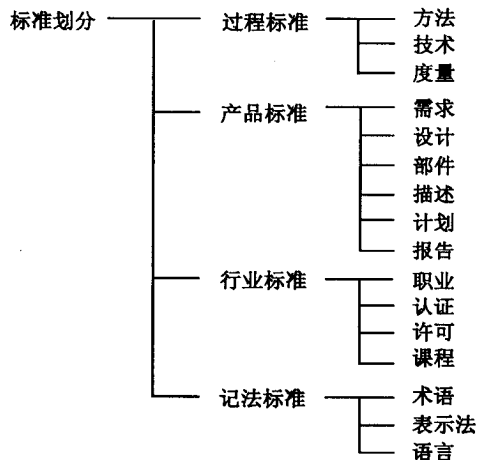 标准划分
过程标准
方法
技术
度量
产品标准
需求
设计
部件
描述
计划
报告
行业标准
职业
认证
许可
课程
记法标准
术语
表示法
语言